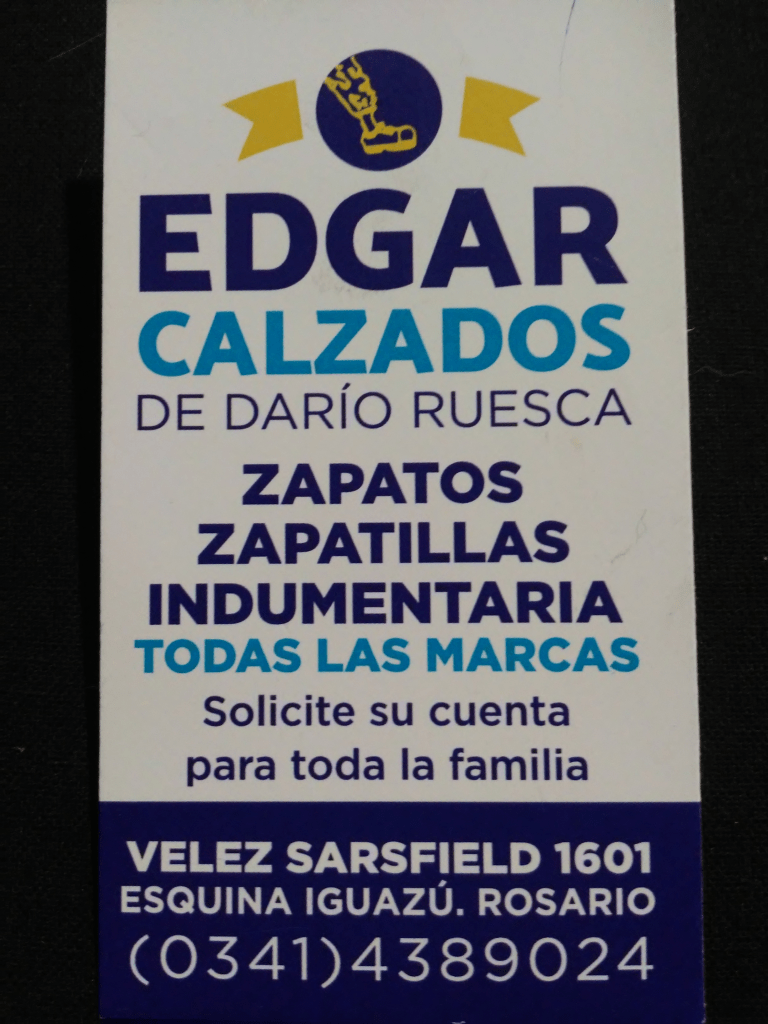 EDGAR
CALZADOS
DE DARÍO RUESCA
ZAPATOS
ZAPATILLAS
INDUMENTARIA
TODAS LAS MARCAS
Solicite su cuenta
para toda la familia
VELEZ SARSFIELD 1601
ESQUINA IGUAZÚ. ROSARIO
(0341)4389024